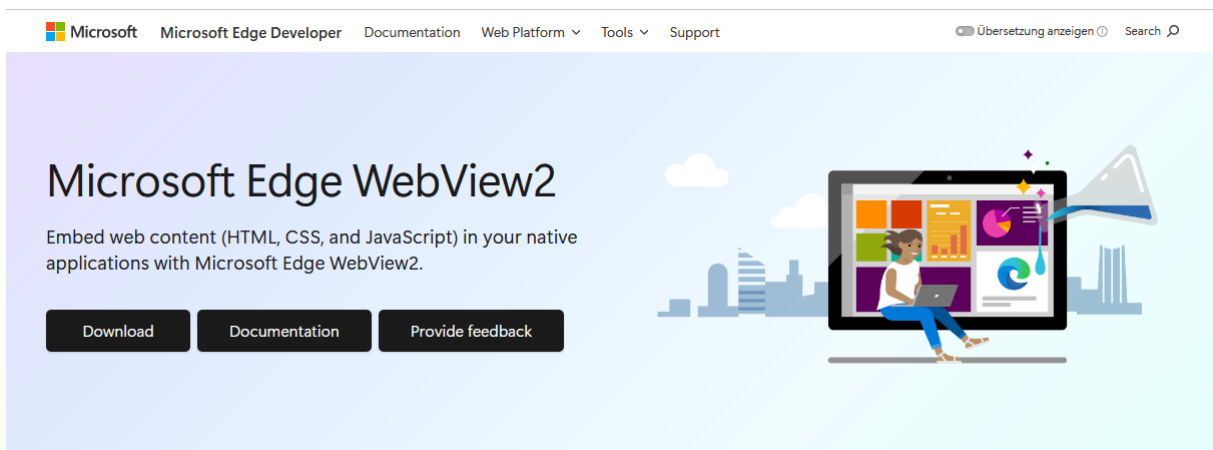 Microsoft Microsoft Edge Developer Documentation Web Platform Tools Support Übersetzung anzeigen Search
Microsoft Edge WebView2
Embed web content (HTML, CSS, and JavaScript) in your native
applications with Microsoft Edge WebView2.
Download Documentation Provide feedback